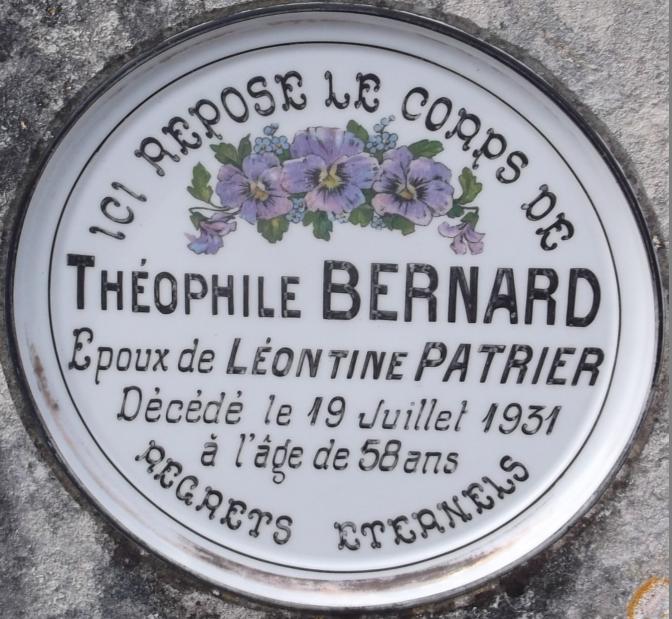 ICI REPOSE LE CORPS DE
THÉOPHILE BERNARD
Epoux de LÉONTINE PATRIER
Décédé le 19 Juillet 1931
à l'âge de 58 ans
REGRETS ETERNELS